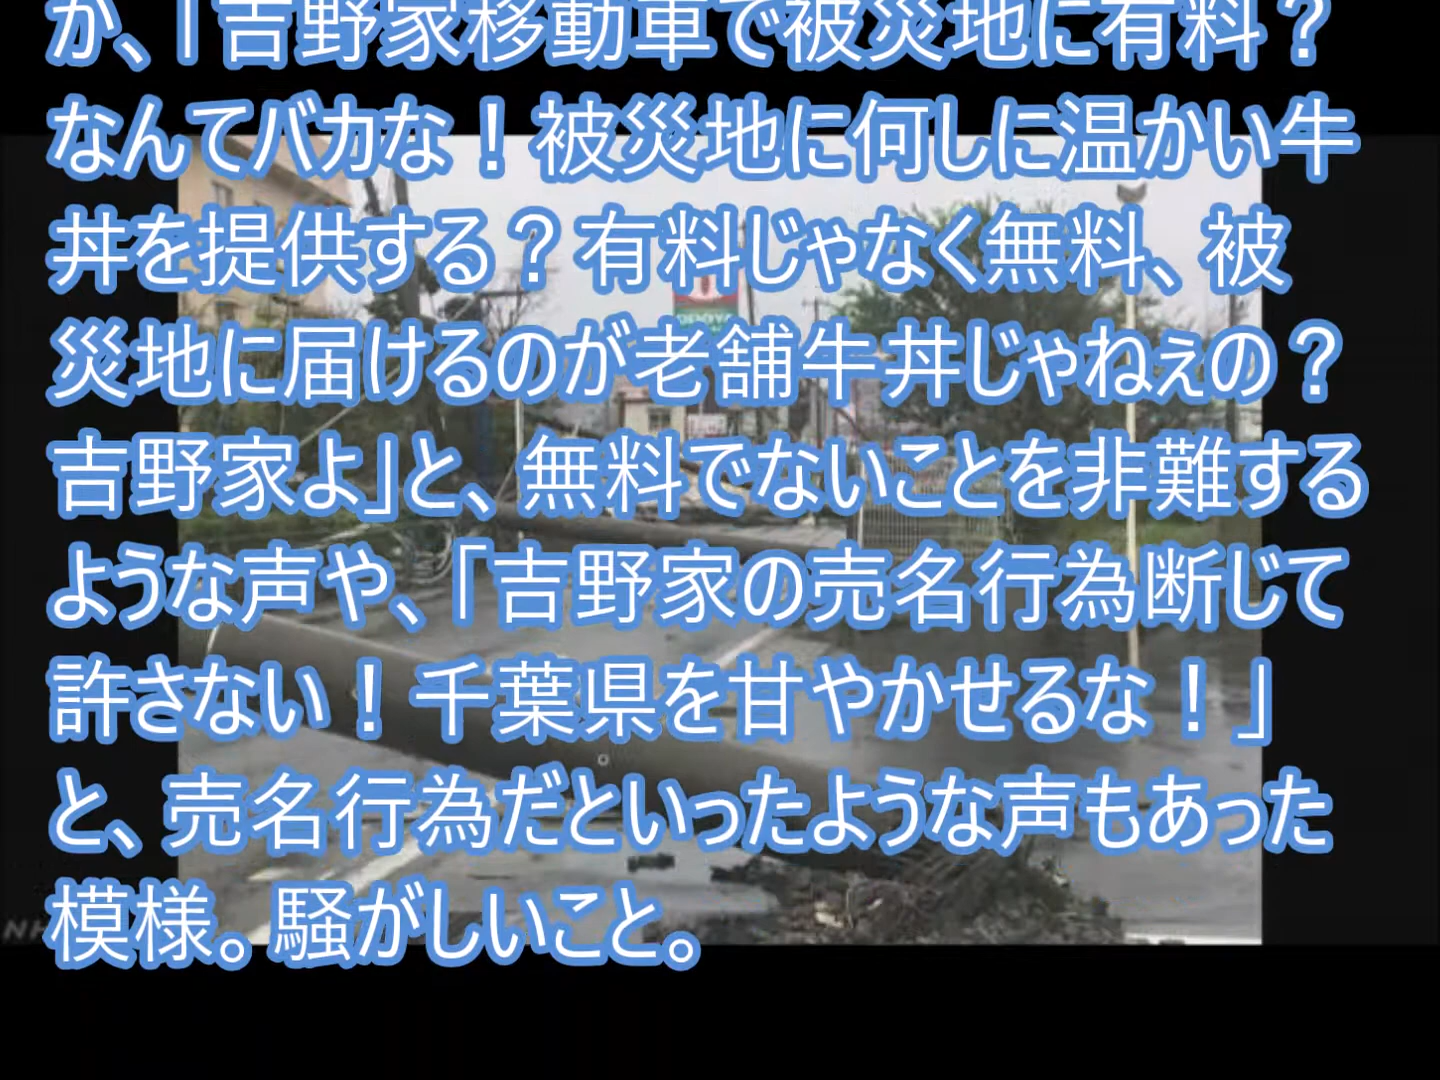 か、「吉野家移動車で被災地に有料？
なんてバカな！被災地に何しに温かい牛
丼を提供する？有料じゃなく無料、被
災地に届けるのが老舗牛丼じゃねぇの？
吉野家よ」と、無料でないことを非難する
ような声や、「吉野家の売名行為断じて
許さない！千葉県を甘やかせるな！」
と、売名行為だといったような声もあった
模様。騒がしいこと。